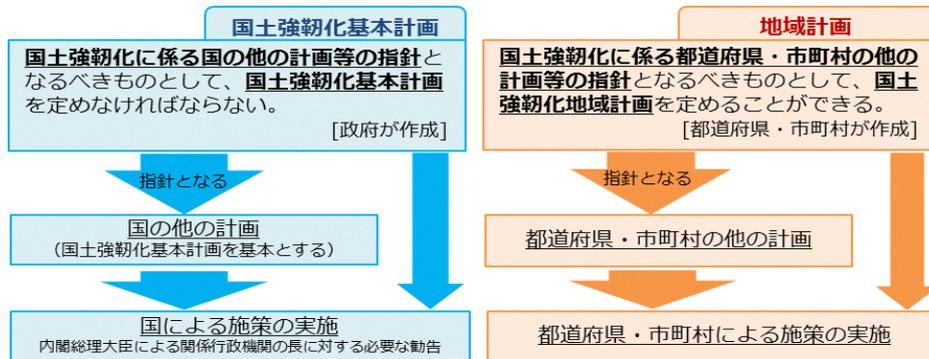 国土強靭化基本計画
国土強靭化に係る国の他の計画等の指針と
なるべきものとして、国土強靭化基本計画
を定めなければならない。
[政府が作成]
指針となる
国の他の計画
（国土強靭化基本計画を基本とする）
国による施策の実施
内閣総理大臣による関係行政機関の長に対する必要な勧告
地域計画
国土強靭化に係る都道府県・市町村の他の
計画等の指針となるべきものとして、国土
強靭化地域計画を定めることができる。
[都道府県・市町村が作成]
指針となる
都道府県・市町村の他の計画
都道府県・市町村による施策の実施